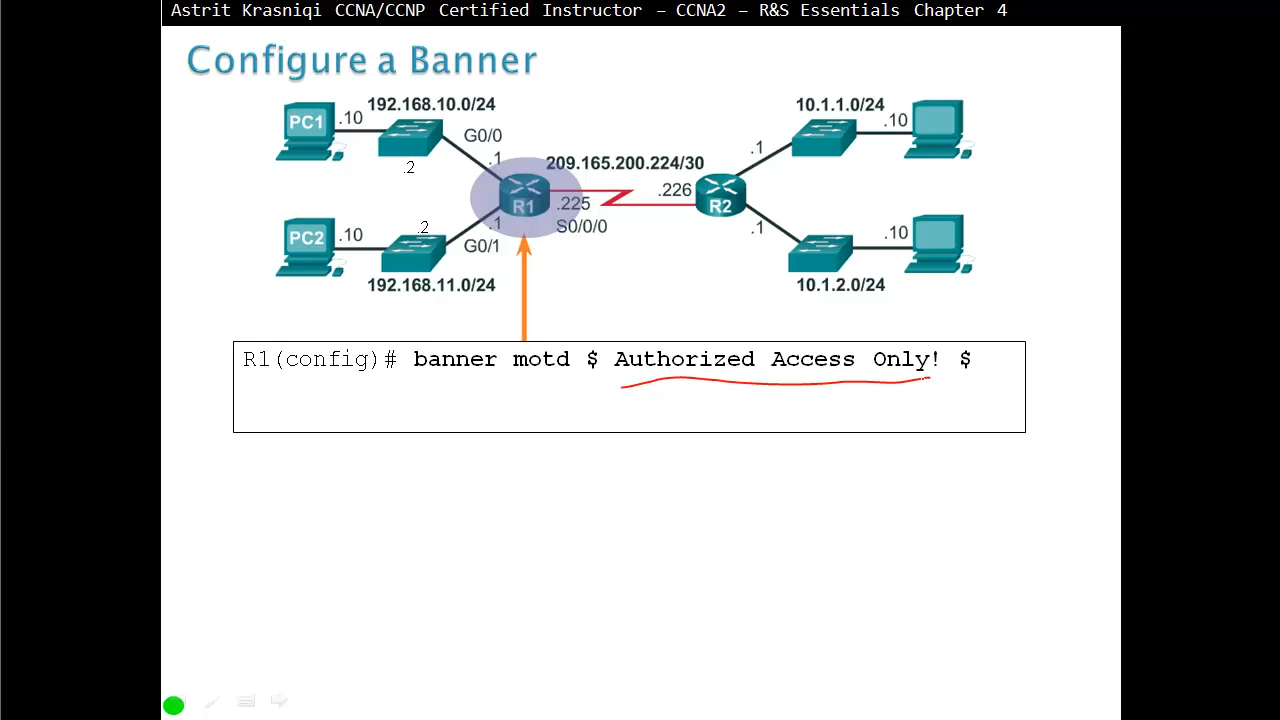 Astrit Krasniqi CCNA/CCNP Certified Instructor – CCNA2 – R&S Essentials Chapter 4
Configure a Banner
192.168.10.0/24
10.1.1.0/24
PC1
.10
G0/0
.10
.2
.1
209.165.200.224/30
.1
R1
.225
.226
R2
S0/0/0
PC2
.10
.2
.1
G0/1
.1
.10
192.168.11.0/24
10.1.2.0/24
R1(config)# banner motd $ Authorized Access Only! $